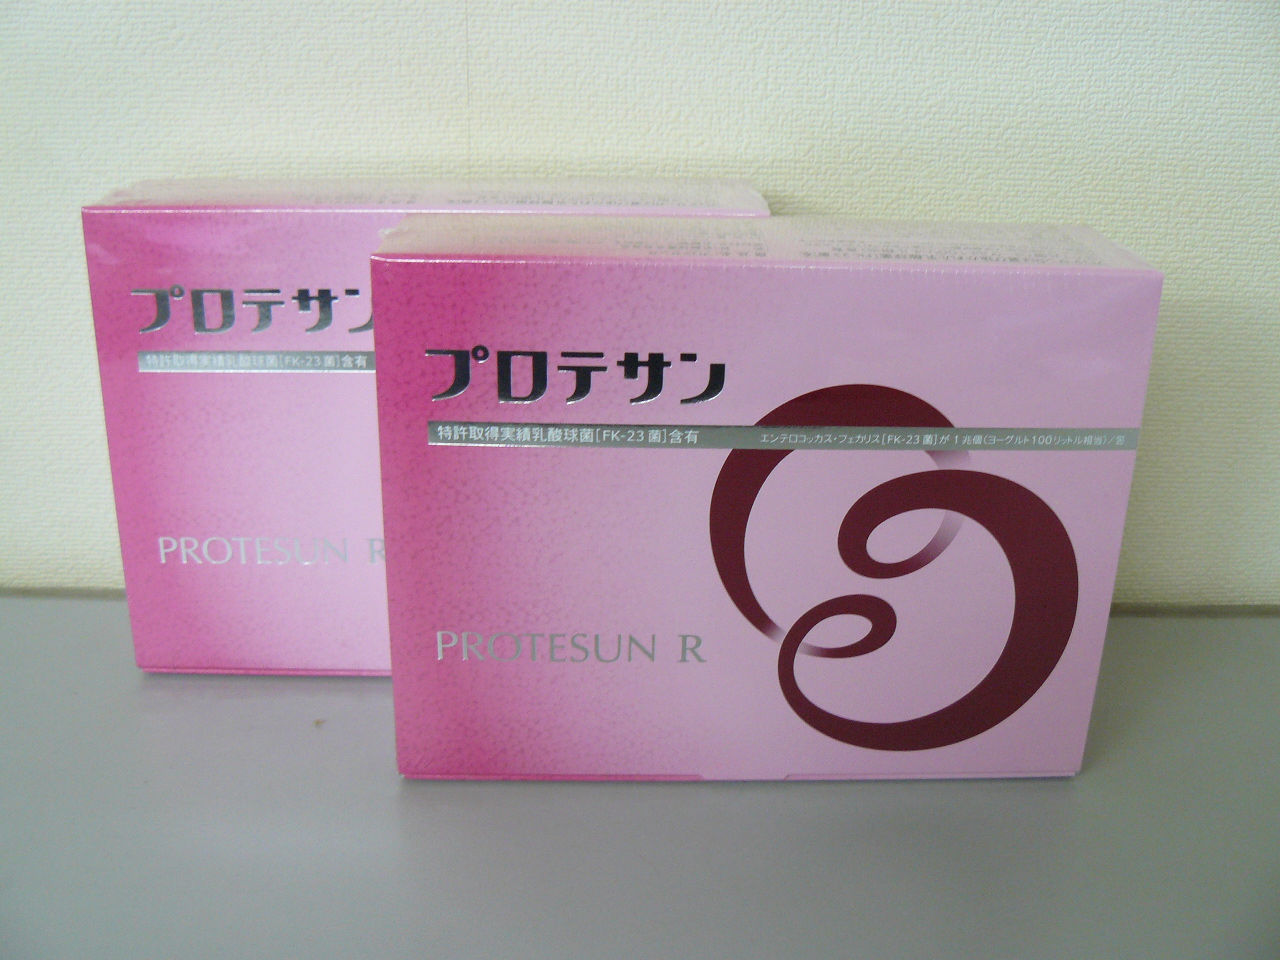 プロテサン
特許取得実績乳酸球菌[FK-23菌]含有
PROTESUN R
プロテサン
特許取得実績乳酸球菌[FK-23菌]含有
エンテロコッカス・フェカリス[FK-23菌]が1兆個(ヨーグルト100リットル相当)/包
PROTESUN R